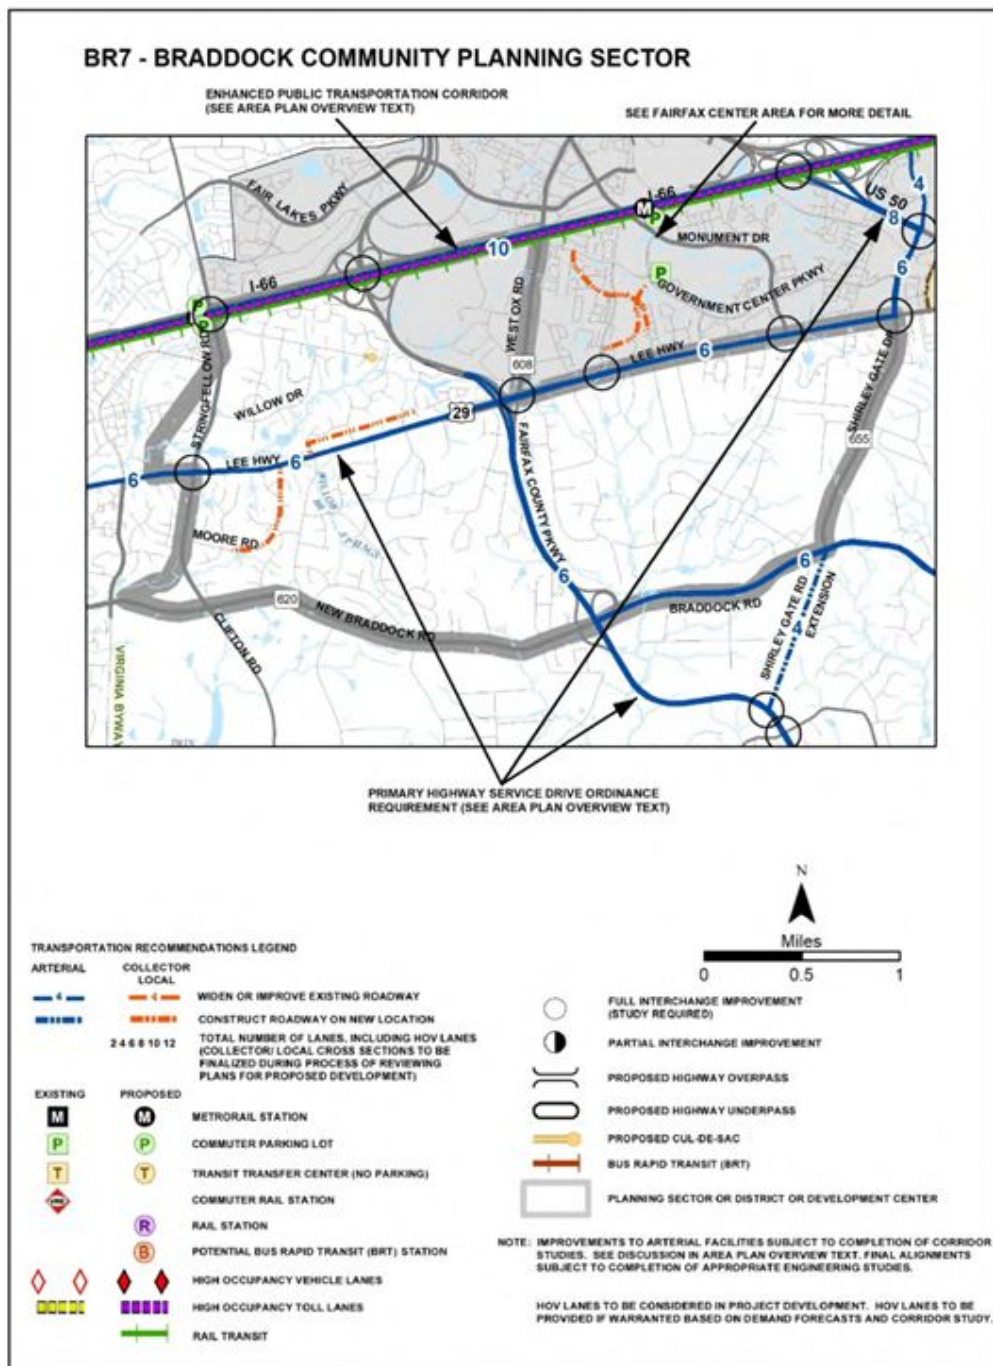 BR7 - BRADDOCK COMMUNITY PLANNING SECTOR
ENHANCED PUBLIC TRANSPORTATION CORRIDOR
(SEE AREA PLAN OVERVIEW TEXT)
SEE FAIRFAX CENTER AREA FOR MORE DETAIL
FAIR LAKES PKWY
I-66
M
P
US 50
4
8
MONUMENT DR
10
6
P
GOVERNMENT CENTER PKWY
I-66
WEST OX RD
P
P
LEE HWY
6
608
STRINGFELLOW RD
SHIRLEY GATE DR
WILLOW DR
29
655
LEE HWY
6
6
FAIRFAX COUNTY PKWY
MOORE RD
6
6
620
NEW BRADDOCK RD
BRADDOCK RD
SHIRLEY GATE RD
EXTENSION
4
CLIFTON RD
VIRGINIA BYWAY
PRIMARY HIGHWAY SERVICE DRIVE ORDINANCE
REQUIREMENT (SEE AREA PLAN OVERVIEW TEXT)
N
Miles
0 0.5 1
TRANSPORTATION RECOMMENDATIONS LEGEND
ARTERIAL COLLECTOR
LOCAL
4 4 WIDEN OR IMPROVE EXISTING ROADWAY
CONSTRUCT ROADWAY ON NEW LOCATION
2 4 6 8 10 12 TOTAL NUMBER OF LANES, INCLUDING HOV LANES
(COLLECTOR/ LOCAL CROSS SECTIONS TO BE
FINALIZED DURING PROCESS OF REVIEWING
PLANS FOR PROPOSED DEVELOPMENT)
EXISTING PROPOSED
M M METRORAIL STATION
P P COMMUTER PARKING LOT
T T TRANSIT TRANSFER CENTER (NO PARKING)
COMMUTER RAIL STATION
R RAIL STATION
B POTENTIAL BUS RAPID TRANSIT (BRT) STATION
HIGH OCCUPANCY VEHICLE LANES
HIGH OCCUPANCY TOLL LANES
RAIL TRANSIT
FULL INTERCHANGE IMPROVEMENT
(STUDY REQUIRED)
PARTIAL INTERCHANGE IMPROVEMENT
PROPOSED HIGHWAY OVERPASS
PROPOSED HIGHWAY UNDERPASS
PROPOSED CUL-DE-SAC
BUS RAPID TRANSIT (BRT)
PLANNING SECTOR OR DISTRICT OR DEVELOPMENT CENTER
NOTE: IMPROVEMENTS TO ARTERIAL FACILITIES SUBJECT TO COMPLETION OF CORRIDOR
STUDIES. SEE DISCUSSION IN AREA PLAN OVERVIEW TEXT. FINAL ALIGNMENTS
SUBJECT TO COMPLETION OF APPROPRIATE ENGINEERING STUDIES.
HOV LANES TO BE CONSIDERED IN PROJECT DEVELOPMENT. HOV LANES TO BE
PROVIDED IF WARRANTED BASED ON DEMAND FORECASTS AND CORRIDOR STUDY.